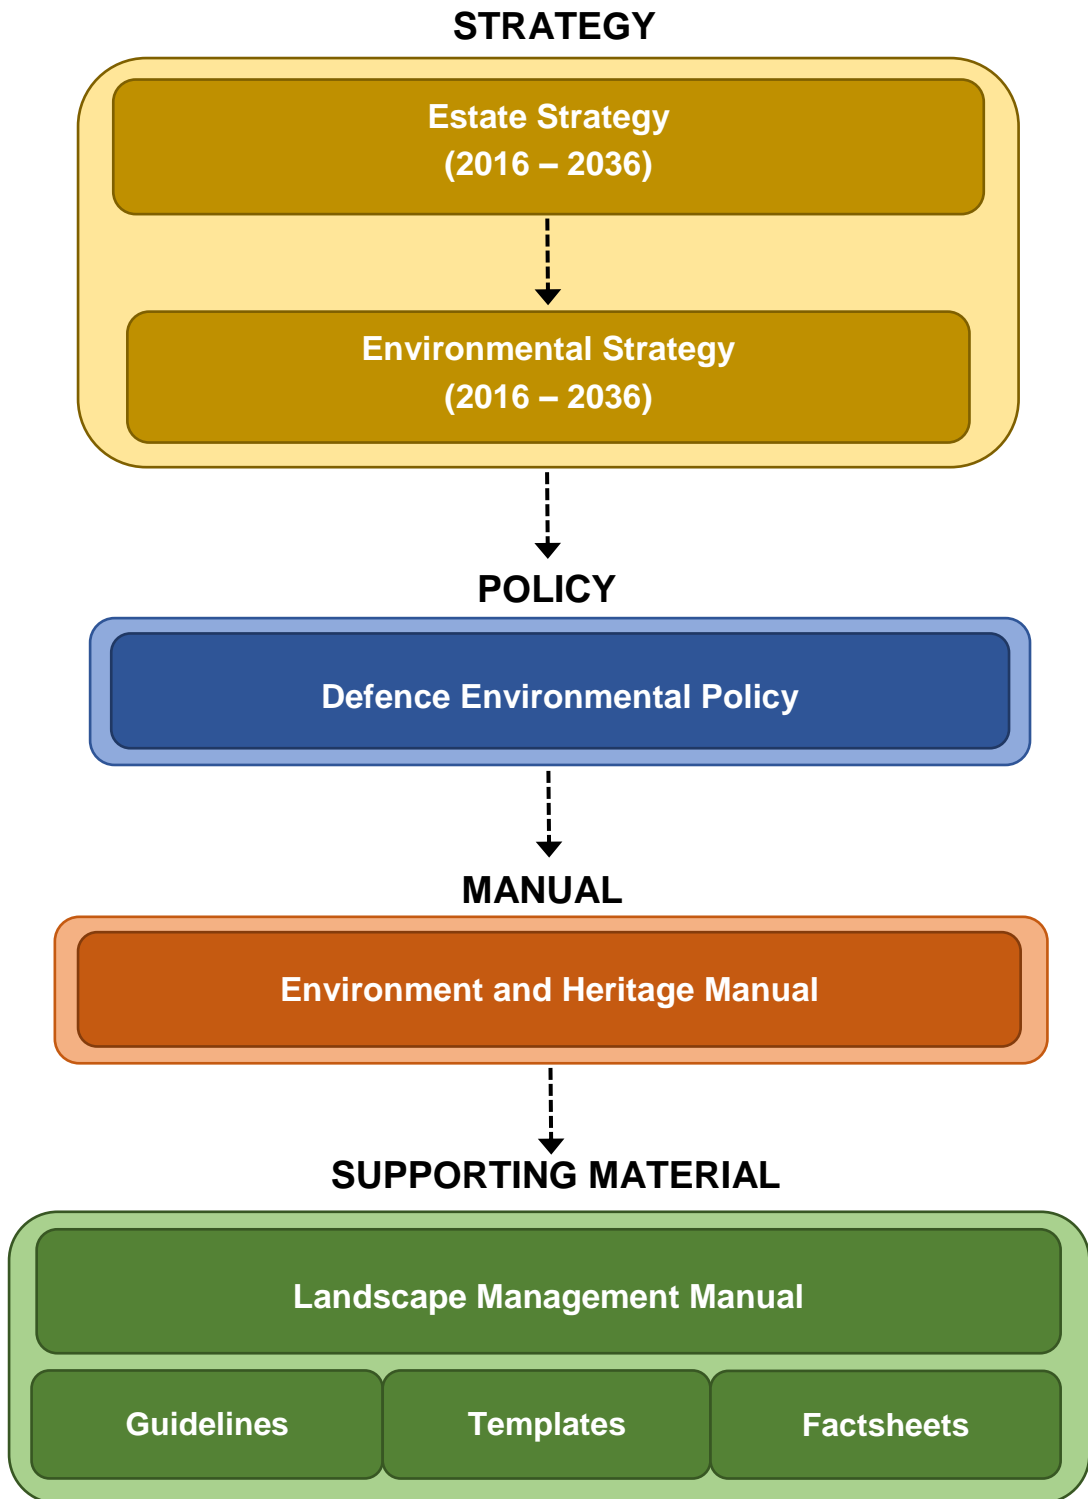 STRATEGY
Estate Strategy
(2016 – 2036)
Environmental Strategy
(2016 – 2036)
POLICY
Defence Environmental Policy
MANUAL
Environment and Heritage Manual
SUPPORTING MATERIAL
Landscape Management Manual
Guidelines
Templates
Factsheets